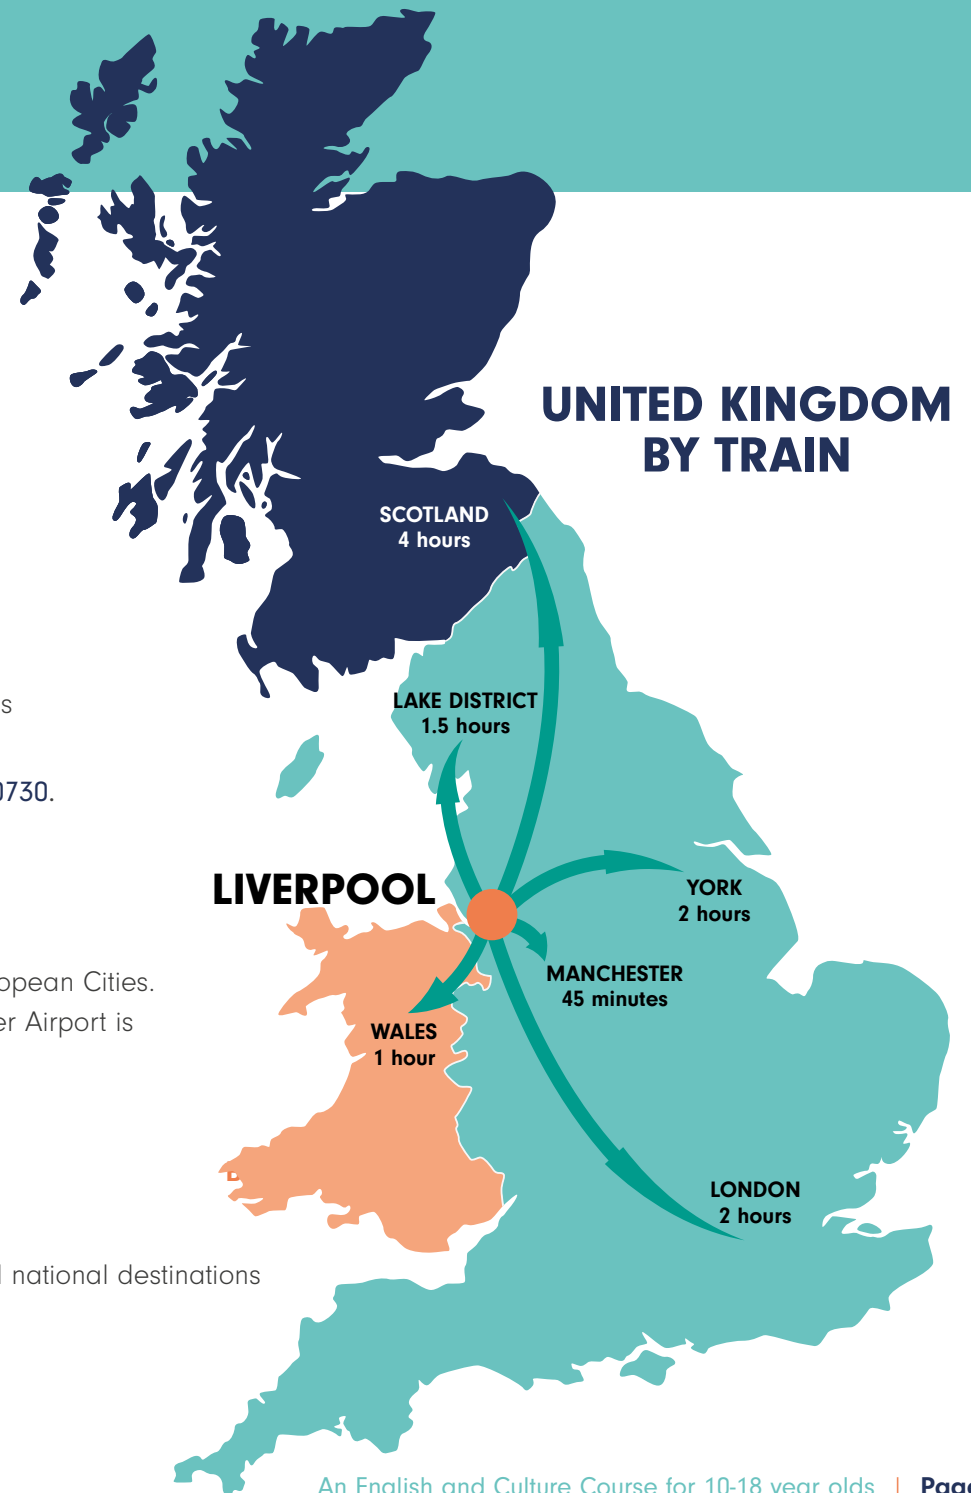 UNITED KINGDOM
BY TRAIN
SCOTLAND
4 hours
LAKE DISTRICT
1.5 hours
s
0730.
LIVERPOOL
YORK
2 hours
MANCHESTER
45 minutes
opean Cities.
er Airport is
WALES
1 hour
LONDON
2 hours
national destinations
An English and Culture Course for 10-18 year olds | Page